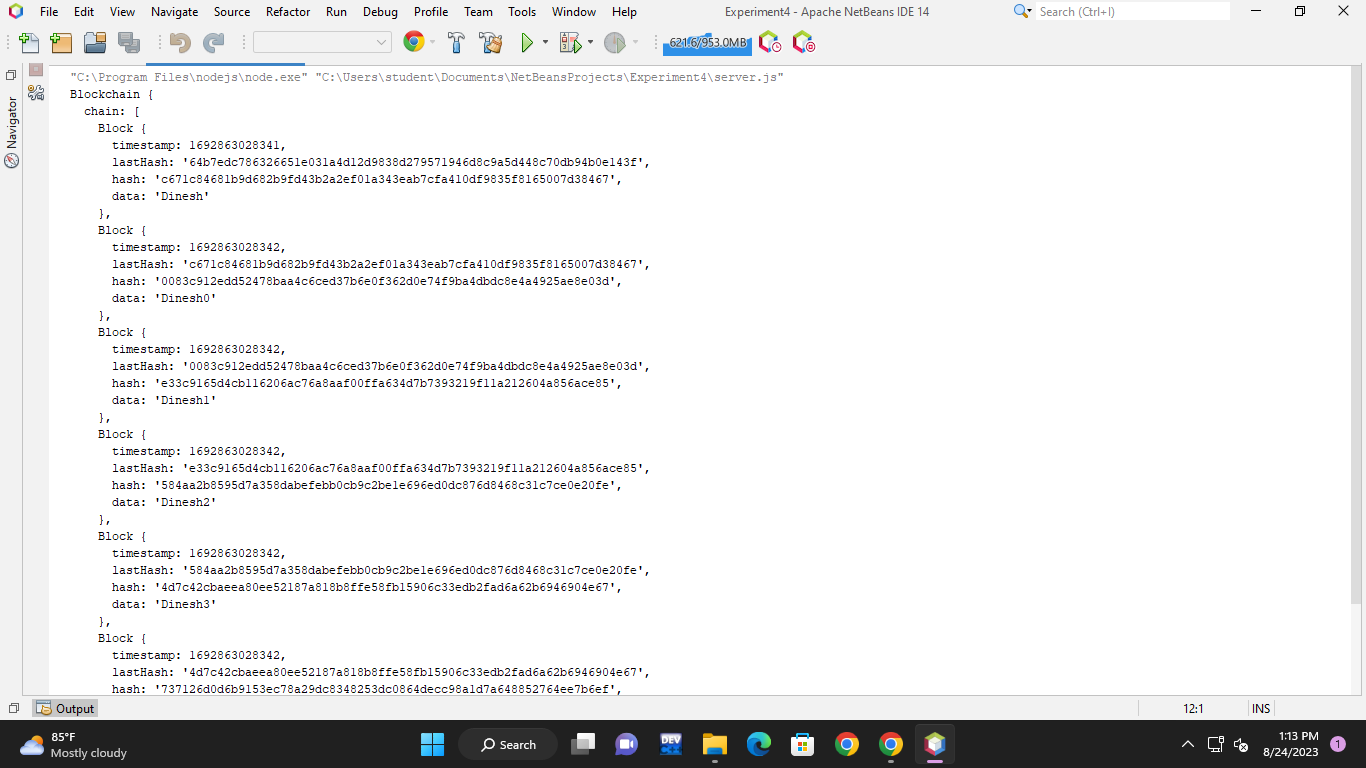 File Edit View Navigate Source Refactor Run Debug Profile Team Tools Window Help Experiment4 - Apache NetBeans IDE 14 Search (Ctrl+I)
621.6/953.0MB
Navigator
"C:\Program Files\nodejs\node.exe" "C:\Users\student\Documents\NetBeansProjects\Experiment4\server.js"
Blockchain {
chain: [
Block {
timestamp: 1692863028341,
lastHash: '64b7edc786326651e031a4d12d9838d279571946d8c9a5d448c70db94b0e143f',
hash: 'c671c84681b9d682b9fd43b2a2ef01a343eab7cfa410df9835f8165007d38467',
data: 'Dinesh'
},
Block {
timestamp: 1692863028342,
lastHash: 'c671c84681b9d682b9fd43b2a2ef01a343eab7cfa410df9835f8165007d38467',
hash: '0083c912edd52478baa4c6ced37b6e0f362d0e74f9ba4dbdc8e4a4925ae8e03d',
data: 'Dinesh0'
},
Block {
timestamp: 1692863028342,
lastHash: '0083c912edd52478baa4c6ced37b6e0f362d0e74f9ba4dbdc8e4a4925ae8e03d',
hash: 'e33c9165d4cb116206ac76a8aaf00ffa634d7b7393219f11a212604a856ace85',
data: 'Dinesh1'
},
Block {
timestamp: 1692863028342,
lastHash: 'e33c9165d4cb116206ac76a8aaf00ffa634d7b7393219f11a212604a856ace85',
hash: '584aa2b8595d7a358dabefebb0cb9c2be1e696ed0dc876d8468c31c7ce0e20fe',
data: 'Dinesh2'
},
Block {
timestamp: 1692863028342,
lastHash: '584aa2b8595d7a358dabefebb0cb9c2be1e696ed0dc876d8468c31c7ce0e20fe',
hash: '4d7c42cbaeea80ee52187a818b8ffe58fb15906c33edb2fad6a62b6946904e67',
data: 'Dinesh3'
},
Block {
timestamp: 1692863028342,
lastHash: '4d7c42cbaeea80ee52187a818b8ffe58fb15906c33edb2fad6a62b6946904e67',
hash: '737126d0d6b9153ec78a29dc8348253dc0864decc98a1d7a648852764ee7b6ef',
Output 12:1 INS
85°F
Mostly cloudy
Search
DEV
1:13 PM
8/24/2023
1